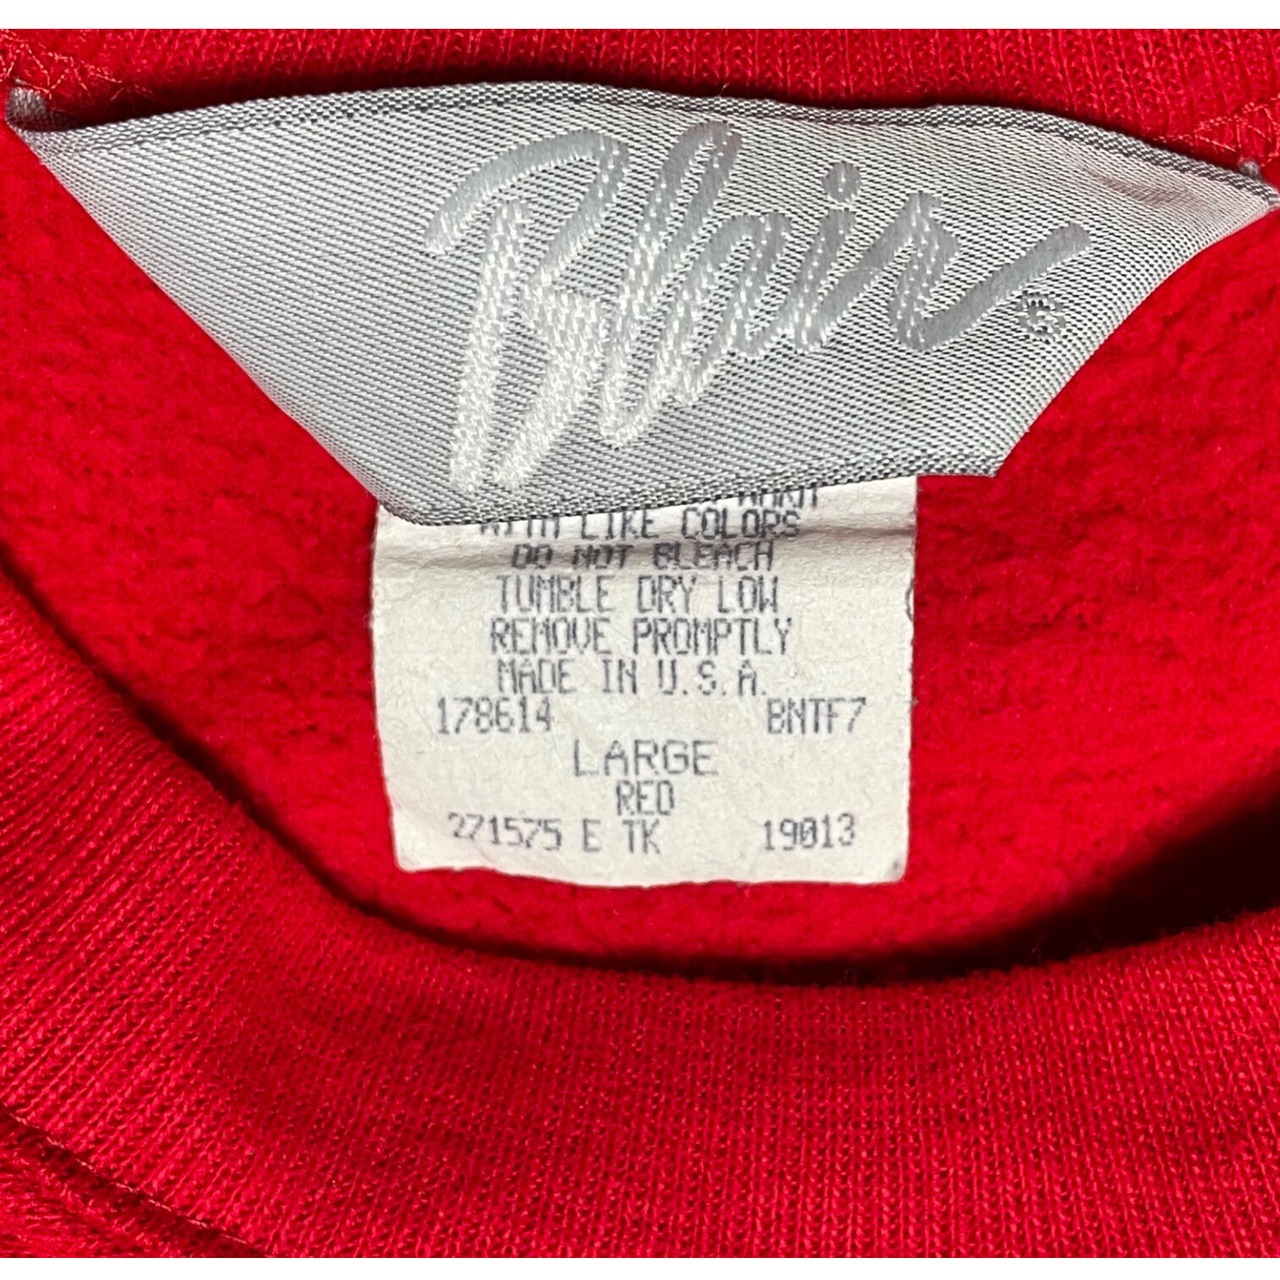 Blair®
WARM
WITH LIKE COLORS
DO NOT BLEACH
TUMBLE DRY LOW
REMOVE PROMPTLY
MADE IN U.S.A.
178614 BNTF7
LARGE
RED
271575 E TK 19013